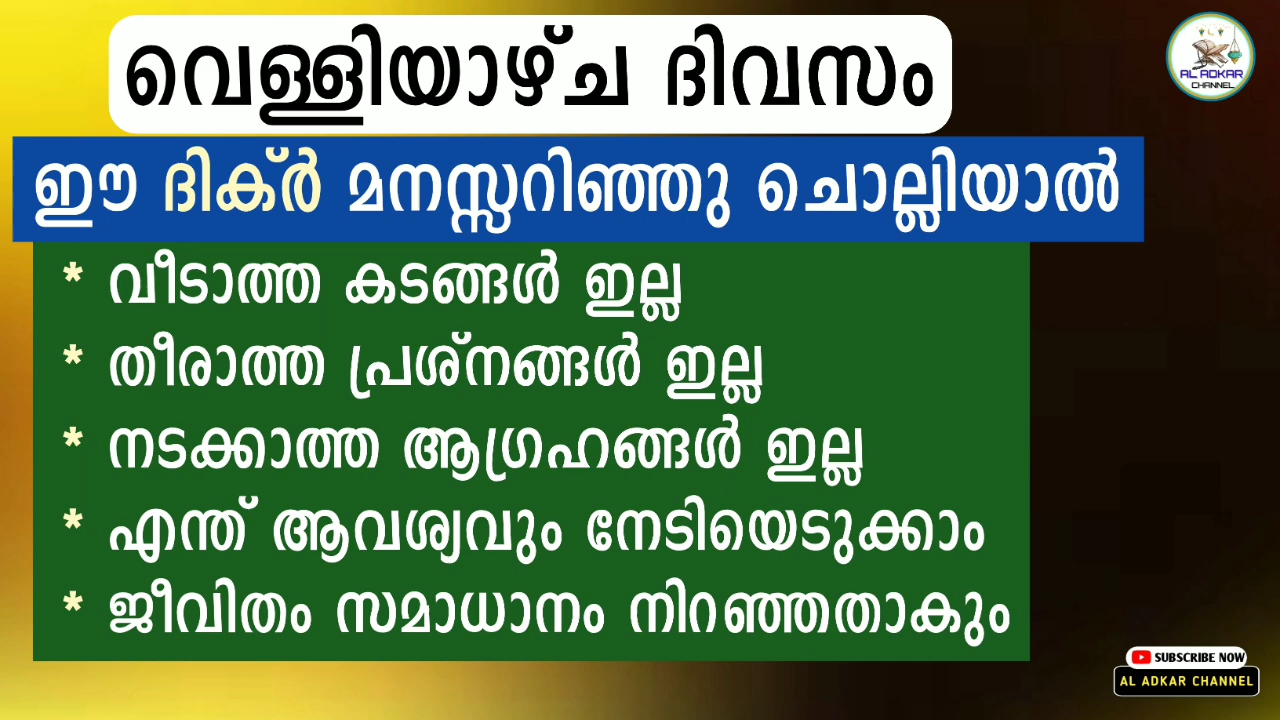 വെള്ളിയാഴ്ച ദിവസം
AL ADKAR
CHANNEL
ഈ ദിക്ർ മനസ്സറിഞ്ഞു ചൊല്ലിയാൽ
* വീടാത്ത കടങ്ങൾ ഇല്ല
* തീരാത്ത പ്രശ്നങ്ങൾ ഇല്ല
* നടക്കാത്ത ആഗ്രഹങ്ങൾ ഇല്ല
* എന്ത് ആവശ്യവും നേടിയെടുക്കാം
* ജീവിതം സമാധാനം നിറഞ്ഞതാകും
SUBSCRIBE NOW
AL ADKAR CHANNEL